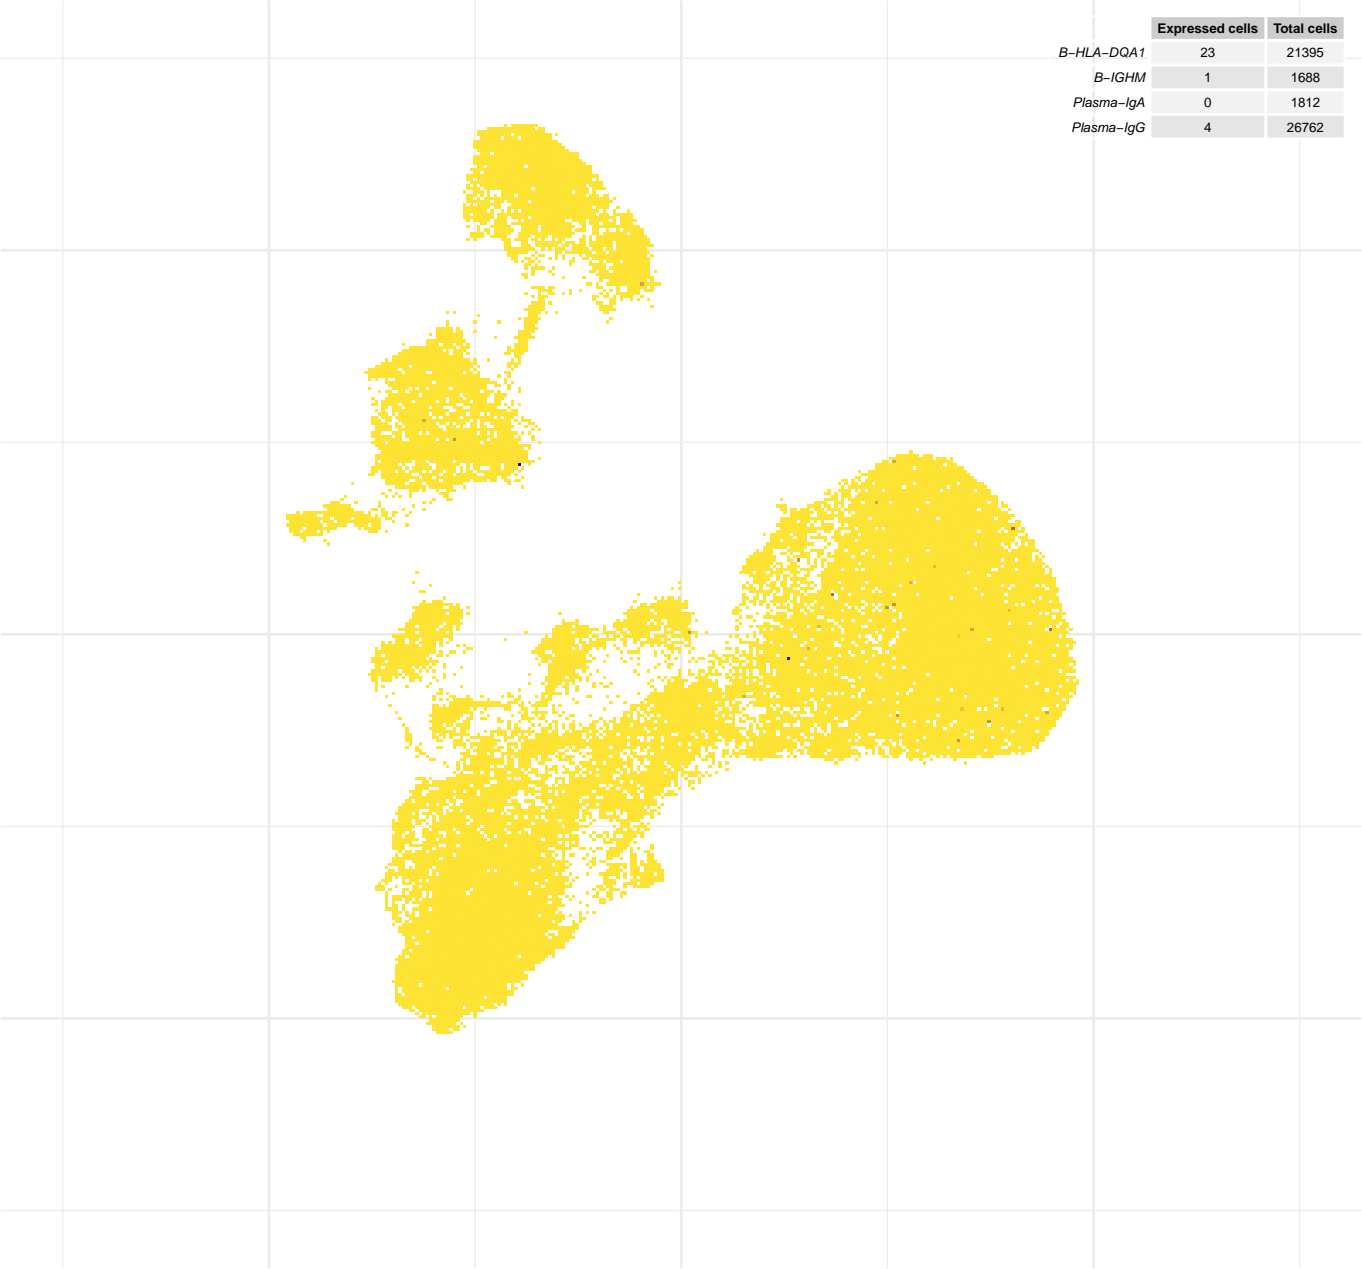 Expressed cells Total cells
B−HLA−DQA1 23 21395
B−IGHM 1 1688
Plasma−IgA 0 1812
Plasma−IgG 4 26762